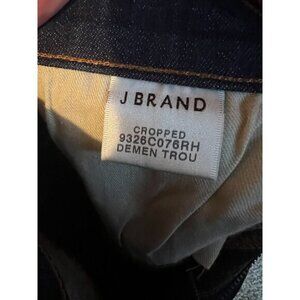 J BRAND
CROPPED
9326C076RH
DEMEN TROU